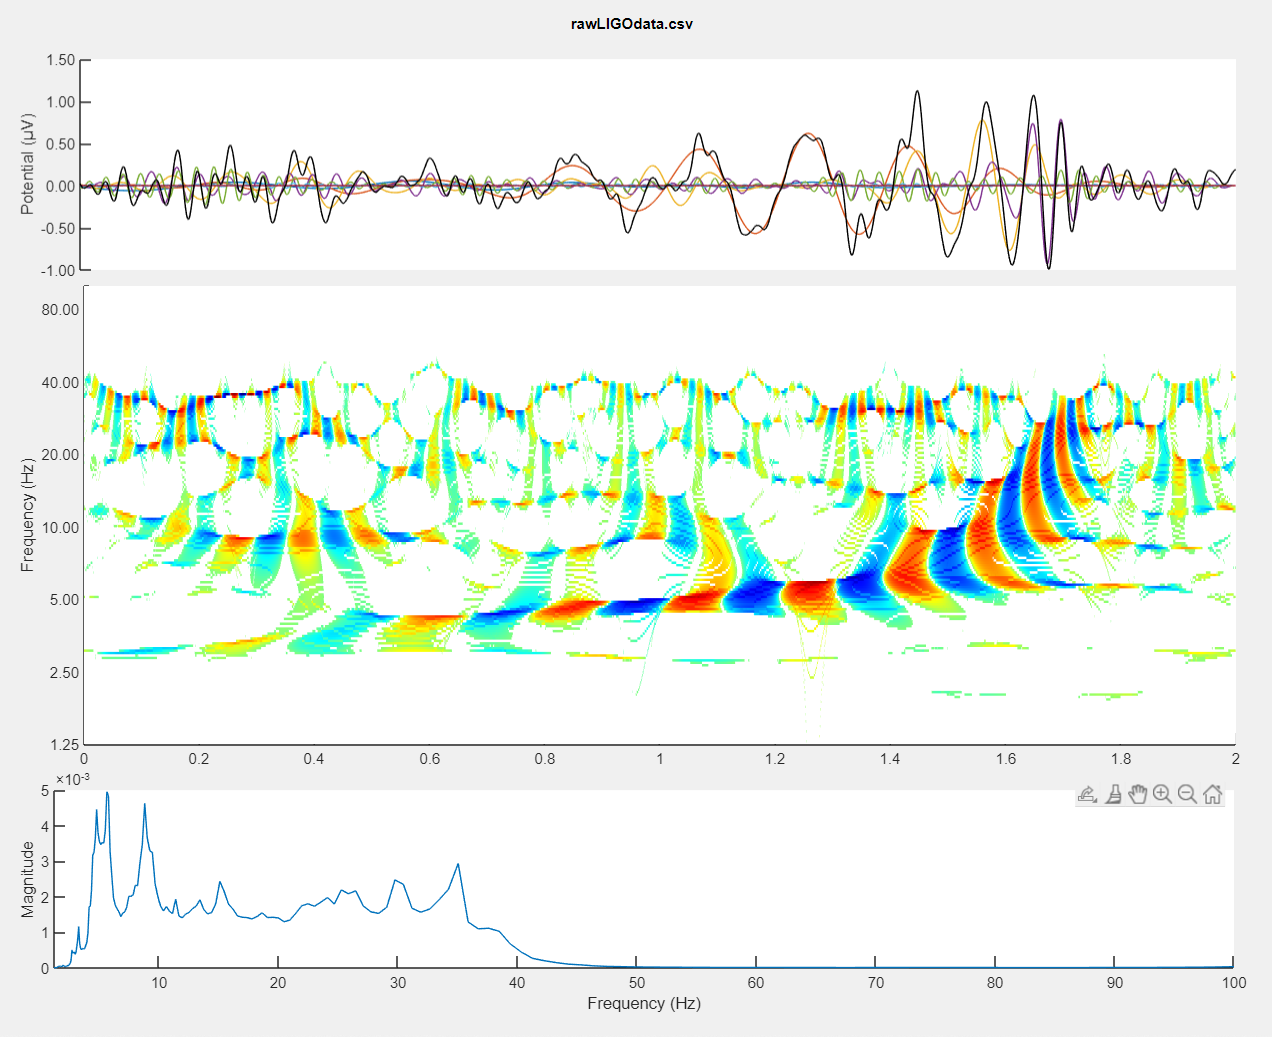 rawLIGOdata.csv
1.50
1.00
0.50
0.00
-0.50
-1.00
Potential (µV)
80.00
40.00
20.00
10.00
5.00
2.50
1.25
Frequency (Hz)
0 0.2 0.4 0.6 0.8 1 1.2 1.4 1.6 1.8 2
×10⁻³
5
4
3
2
1
0
Magnitude
10 20 30 40 50 60 70 80 90 100
Frequency (Hz)